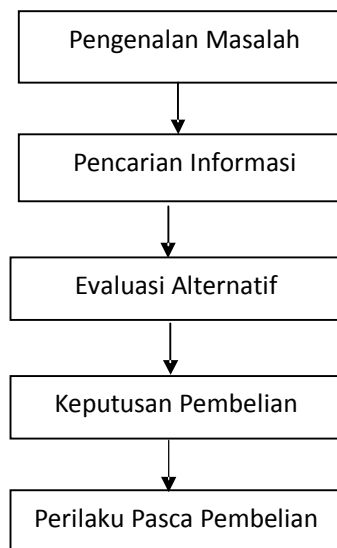 Pengenalan Masalah
Pencarian Informasi
Evaluasi Alternatif
Keputusan Pembelian
Perilaku Pasca Pembelian